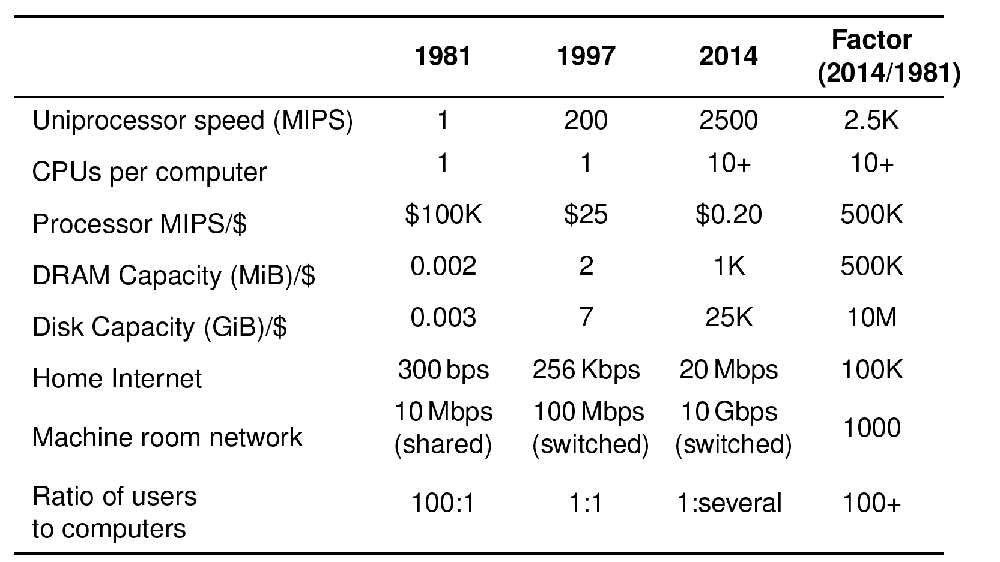 1981 1997 2014 Factor
(2014/1981)
Uniprocessor speed (MIPS) 1 200 2500 2.5K
CPUs per computer 1 1 10+ 10+
Processor MIPS/$ $100K $25 $0.20 500K
DRAM Capacity (MiB)/$ 0.002 2 1K 500K
Disk Capacity (GiB)/$ 0.003 7 25K 10M
Home Internet 300 bps 256 Kbps 20 Mbps 100K
Machine room network 10 Mbps 100 Mbps 10 Gbps 1000
(shared) (switched) (switched)
Ratio of users 100:1 1:1 1:several 100+
to computers